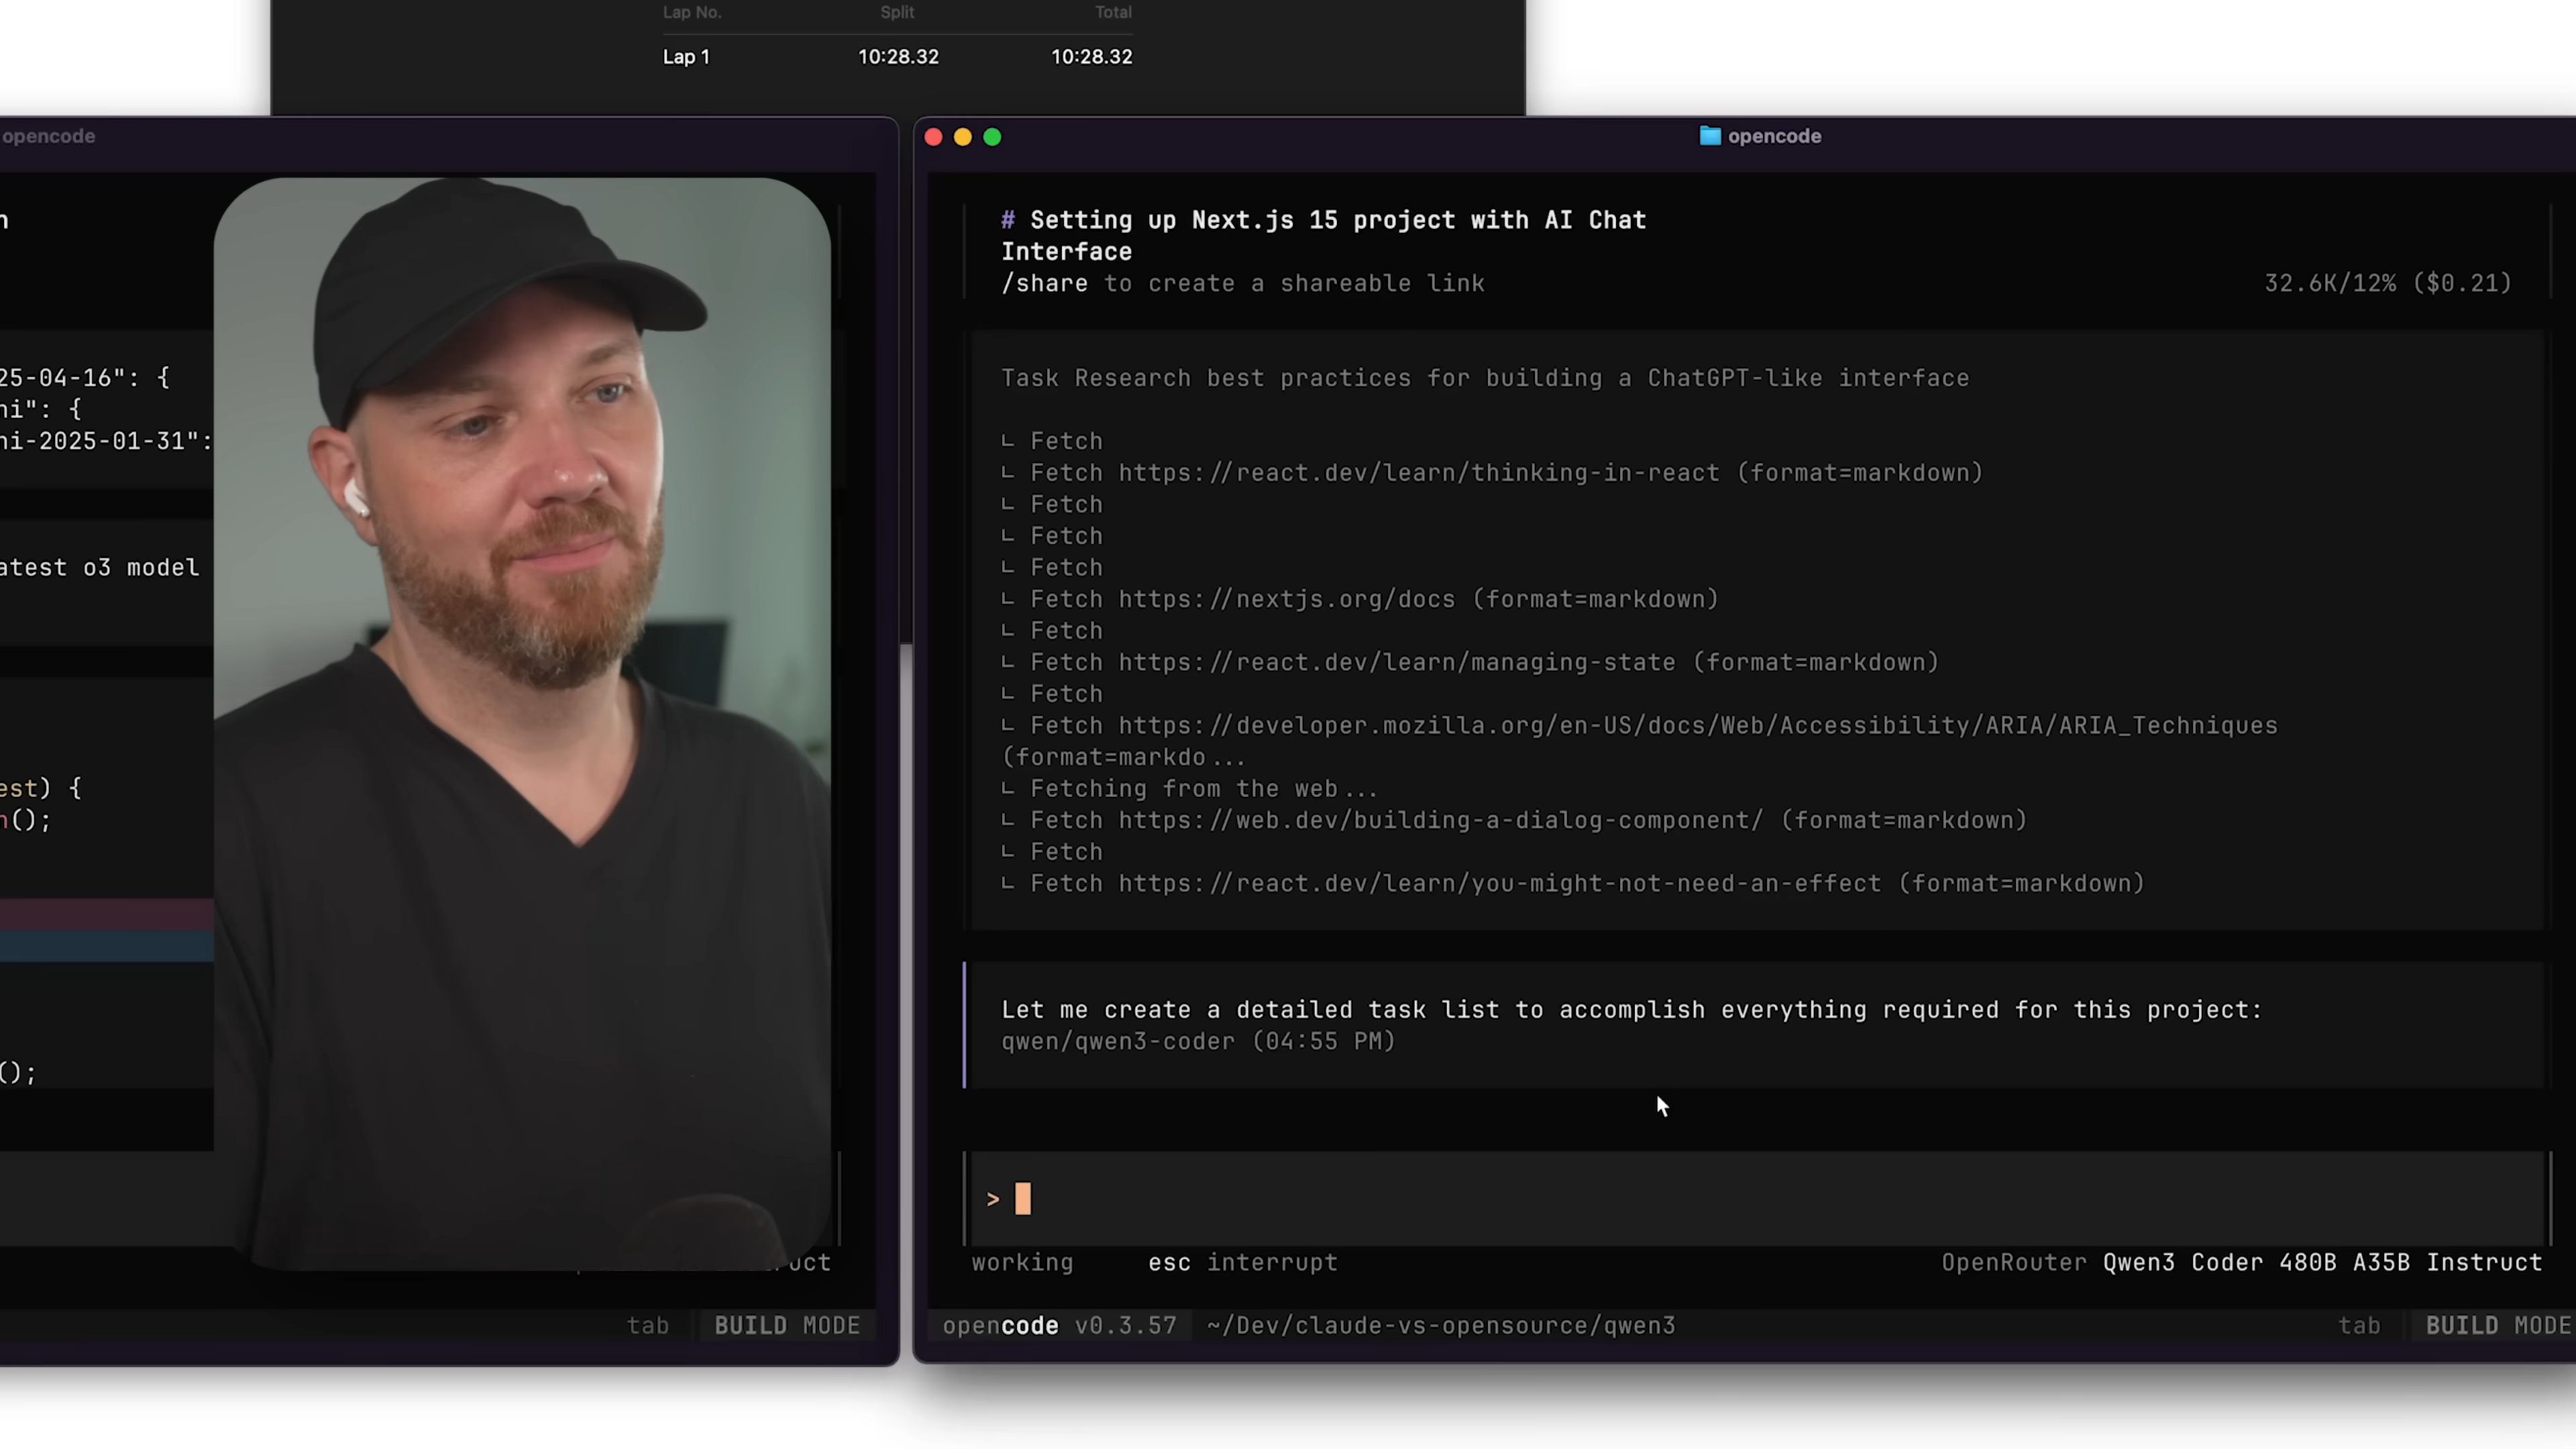 Lap No. Split Total
Lap 1 10:28.32 10:28.32
opencode
25-04-16": {
ni": {
ni-2025-01-31":
atest o3 model
est) {
n();
();
uct
tab BUILD MODE
opencode
# Setting up Next.js 15 project with AI Chat
Interface
/share to create a shareable link 32.6K/12% ($0.21)
Task Research best practices for building a ChatGPT-like interface
∟ Fetch
∟ Fetch https://react.dev/learn/thinking-in-react (format=markdown)
∟ Fetch
∟ Fetch
∟ Fetch
∟ Fetch https://nextjs.org/docs (format=markdown)
∟ Fetch
∟ Fetch https://react.dev/learn/managing-state (format=markdown)
∟ Fetch
∟ Fetch https://developer.mozilla.org/en-US/docs/Web/Accessibility/ARIA/ARIA_Techniques
(format=markdo...
∟ Fetching from the web...
∟ Fetch https://web.dev/building-a-dialog-component/ (format=markdown)
∟ Fetch
∟ Fetch https://react.dev/learn/you-might-not-need-an-effect (format=markdown)
Let me create a detailed task list to accomplish everything required for this project:
qwen/qwen3-coder (04:55 PM)
>
working esc interrupt OpenRouter Qwen3 Coder 480B A35B Instruct
opencode v0.3.57 ~/Dev/claude-vs-opensource/qwen3 tab BUILD MODE